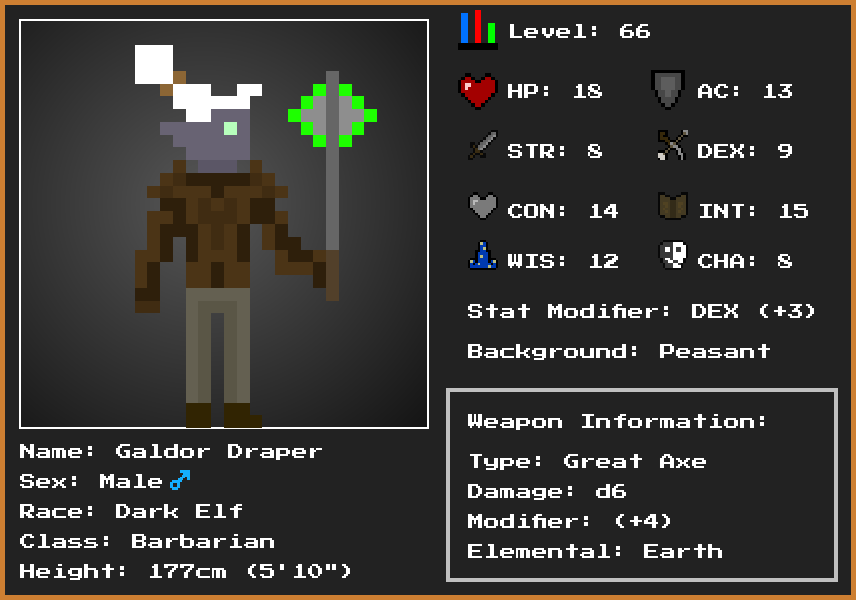 Level: 66
HP: 18 AC: 13
STR: 8 DEX: 9
CON: 14 INT: 15
WIS: 12 CHA: 8
Stat Modifier: DEX (+3)
Background: Peasant
Weapon Information:
Type: Great Axe
Damage: d6
Modifier: (+4)
Elemental: Earth
Name: Galdor Draper
Sex: Male♂
Race: Dark Elf
Class: Barbarian
Height: 177cm (5'10")